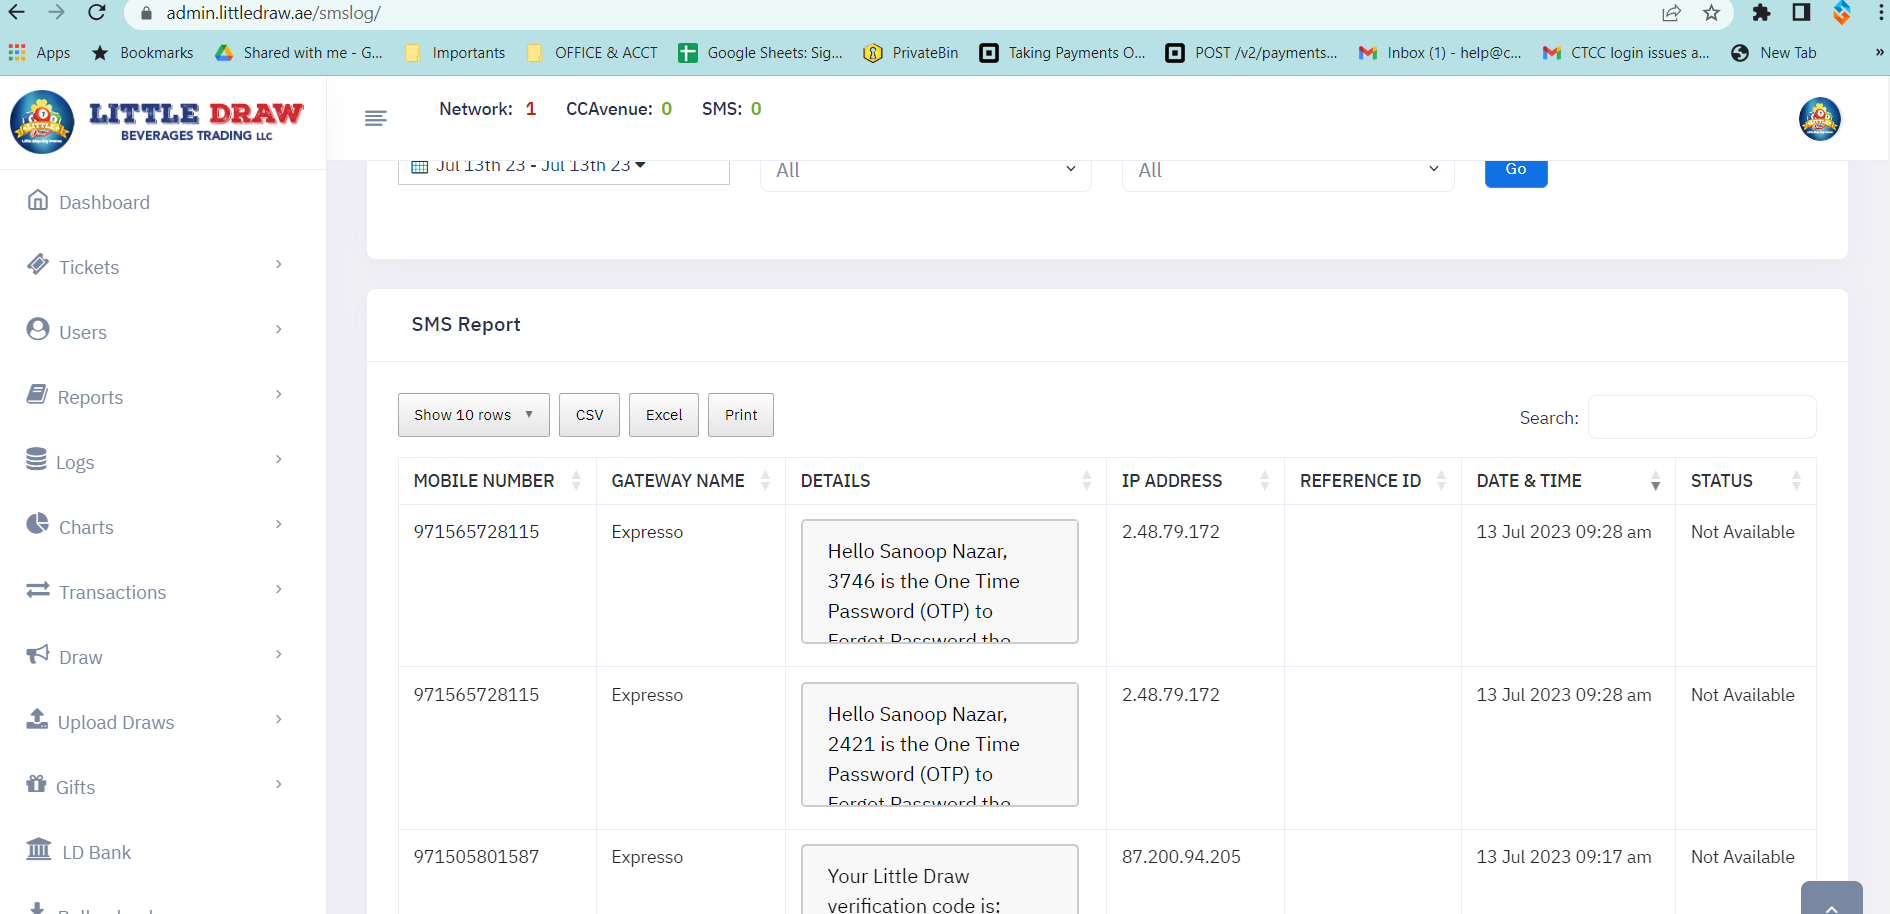 admin.littledraw.ae/smslog/
Apps
Bookmarks
Shared with me - G...
Importants
OFFICE & ACCT
Google Sheets: Sig...
PrivateBin
Taking Payments O...
POST /v2/payments...
Inbox (1) - help@c...
CTCC login issues a...
New Tab
»
LITTLE DRAW
BEVERAGES TRADING LLC
Network: 1 CCAvenue: 0 SMS: 0
Jul 13th 23 - Jul 13th 23
All
All
Go
Dashboard
Tickets
Users
Reports
Logs
Charts
Transactions
Draw
Upload Draws
Gifts
LD Bank
SMS Report
Show 10 rows
CSV
Excel
Print
Search:
MOBILE NUMBER GATEWAY NAME DETAILS IP ADDRESS REFERENCE ID DATE & TIME STATUS
971565728115 Expresso
Hello Sanoop Nazar,
3746 is the One Time
Password (OTP) to
Forgot Password the
2.48.79.172 13 Jul 2023 09:28 am Not Available
971565728115 Expresso
Hello Sanoop Nazar,
2421 is the One Time
Password (OTP) to
Forgot Password the
2.48.79.172 13 Jul 2023 09:28 am Not Available
971505801587 Expresso
Your Little Draw
verification code is:
87.200.94.205 13 Jul 2023 09:17 am Not Available